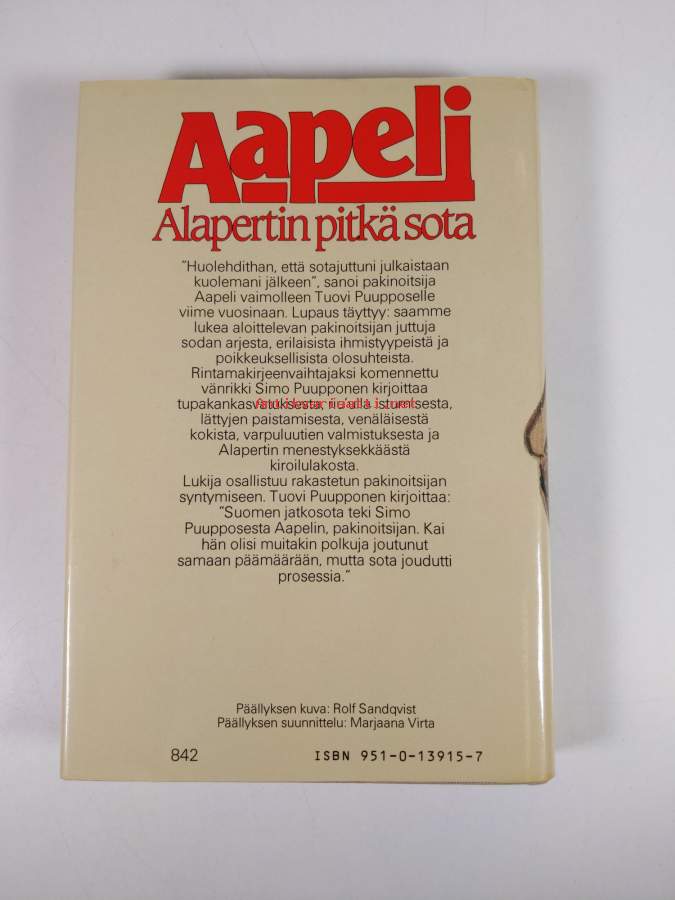 Aapeli
Alapertin pitkä sota
"Huolehdithan, että sotajuttuni julkaistaan
kuolemani jälkeen", sanoi pakinoitsija
Aapeli vaimolleen Tuovi Puupposelle
viime vuosinaan. Lupaus täyttyy: saamme
lukea aloittelevan pakinoitsijan juttuja
sodan arjesta, erilaisista ihmistyypeistä ja
poikkeuksellisista olosuhteista.
Rintamakirjeenvaihtajaksi komennettu
vänrikki Simo Puupponen kirjoittaa
tupakankasvatuksesta, istumisesta,
lättyjen paistamisesta, venäläisestä
kokista, varpuluutien valmistuksesta ja
Alapertin menestyksekkäästä
kiroilulakosta.
Lukija osallistuu rakastetun pakinoitsijan
syntymiseen. Tuovi Puupponen kirjoittaa:
"Suomen jatkosota teki Simo
Puupposesta Aapelin, pakinoitsijan. Kai
hän olisi muitakin polkuja joutunut
samaan päämäärään, mutta sota joudutti
prosessia."
Päällyksen kuva: Rolf Sandqvist
Päällyksen suunnittelu: Marjaana Virta
842 ISBN 951-0-13915-7